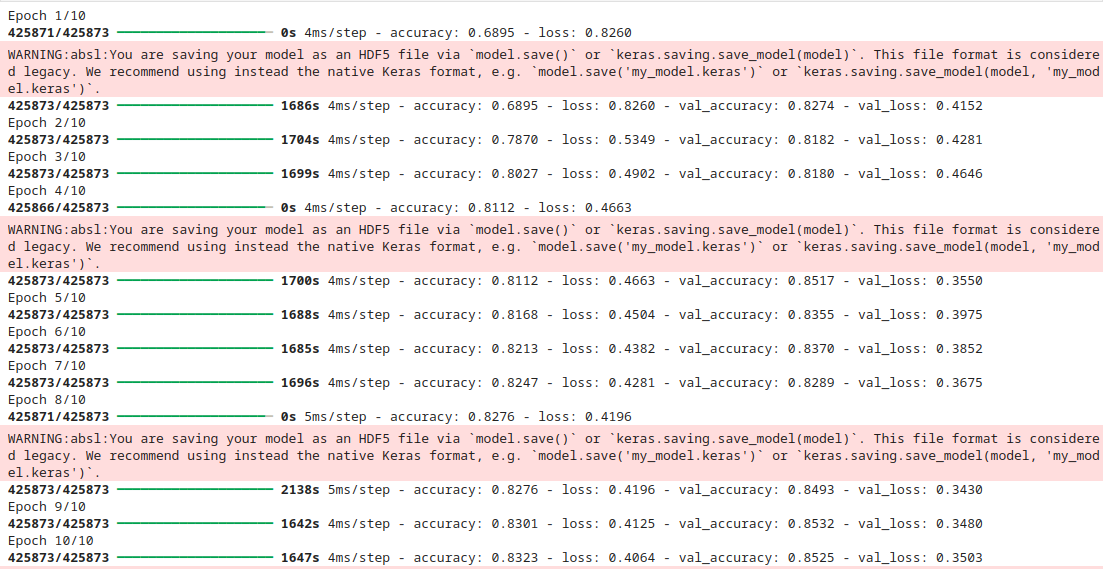 Epoch 1/10
425871/425873 0s 4ms/step - accuracy: 0.6895 - loss: 0.8260
WARNING:absl:You are saving your model as an HDF5 file via `model.save()` or `keras.saving.save_model(model)`. This file format is considere
d legacy. We recommend using instead the native Keras format, e.g. `model.save('my_model.keras')` or `keras.saving.save_model(model, 'my_mod
el.keras')`.
425873/425873 1686s 4ms/step - accuracy: 0.6895 - loss: 0.8260 - val_accuracy: 0.8274 - val_loss: 0.4152
Epoch 2/10
425873/425873 1704s 4ms/step - accuracy: 0.7870 - loss: 0.5349 - val_accuracy: 0.8182 - val_loss: 0.4281
Epoch 3/10
425873/425873 1699s 4ms/step - accuracy: 0.8027 - loss: 0.4902 - val_accuracy: 0.8180 - val_loss: 0.4646
Epoch 4/10
425866/425873 0s 4ms/step - accuracy: 0.8112 - loss: 0.4663
WARNING:absl:You are saving your model as an HDF5 file via `model.save()` or `keras.saving.save_model(model)`. This file format is considere
d legacy. We recommend using instead the native Keras format, e.g. `model.save('my_model.keras')` or `keras.saving.save_model(model, 'my_mod
el.keras')`.
425873/425873 1700s 4ms/step - accuracy: 0.8112 - loss: 0.4663 - val_accuracy: 0.8517 - val_loss: 0.3550
Epoch 5/10
425873/425873 1688s 4ms/step - accuracy: 0.8168 - loss: 0.4504 - val_accuracy: 0.8355 - val_loss: 0.3975
Epoch 6/10
425873/425873 1685s 4ms/step - accuracy: 0.8213 - loss: 0.4382 - val_accuracy: 0.8370 - val_loss: 0.3852
Epoch 7/10
425873/425873 1696s 4ms/step - accuracy: 0.8247 - loss: 0.4281 - val_accuracy: 0.8289 - val_loss: 0.3675
Epoch 8/10
425871/425873 0s 5ms/step - accuracy: 0.8276 - loss: 0.4196
WARNING:absl:You are saving your model as an HDF5 file via `model.save()` or `keras.saving.save_model(model)`. This file format is considere
d legacy. We recommend using instead the native Keras format, e.g. `model.save('my_model.keras')` or `keras.saving.save_model(model, 'my_mod
el.keras')`.
425873/425873 2138s 5ms/step - accuracy: 0.8276 - loss: 0.4196 - val_accuracy: 0.8493 - val_loss: 0.3430
Epoch 9/10
425873/425873 1642s 4ms/step - accuracy: 0.8301 - loss: 0.4125 - val_accuracy: 0.8532 - val_loss: 0.3480
Epoch 10/10
425873/425873 1647s 4ms/step - accuracy: 0.8323 - loss: 0.4064 - val_accuracy: 0.8525 - val_loss: 0.3503